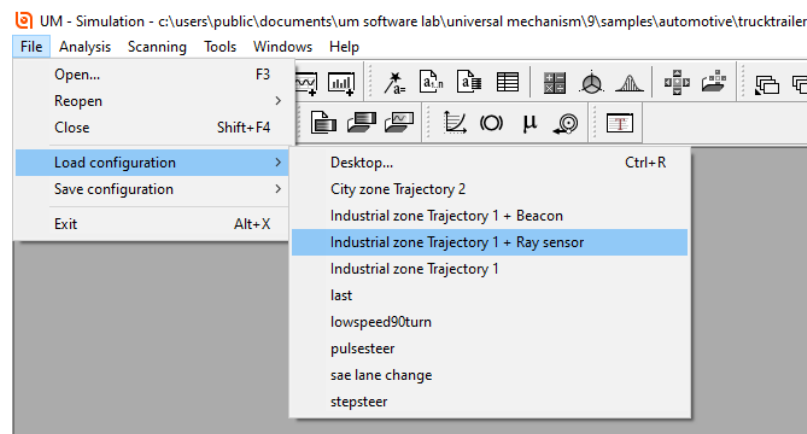 UM - Simulation - c:\users\public\documents\um software lab\universal mechanism\9\samples\automotive\trucktrailer
File Analysis Scanning Tools Windows Help
Open... F3
Reopen
Close Shift+F4
Load configuration
Save configuration
Exit Alt+X
Desktop... Ctrl+R
City zone Trajectory 2
Industrial zone Trajectory 1 + Beacon
Industrial zone Trajectory 1 + Ray sensor
Industrial zone Trajectory 1
last
lowspeed90turn
pulsesteer
sae lane change
stepsteer